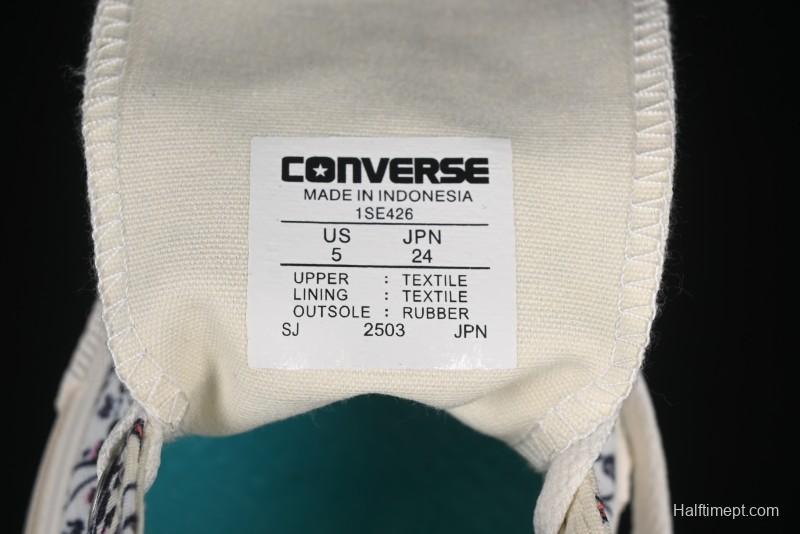 CONVERSE
MADE IN INDONESIA
1SE426
US JPN
5 24
UPPER : TEXTILE
LINING : TEXTILE
OUTSOLE : RUBBER
SJ 2503 JPN
Halftimept.com